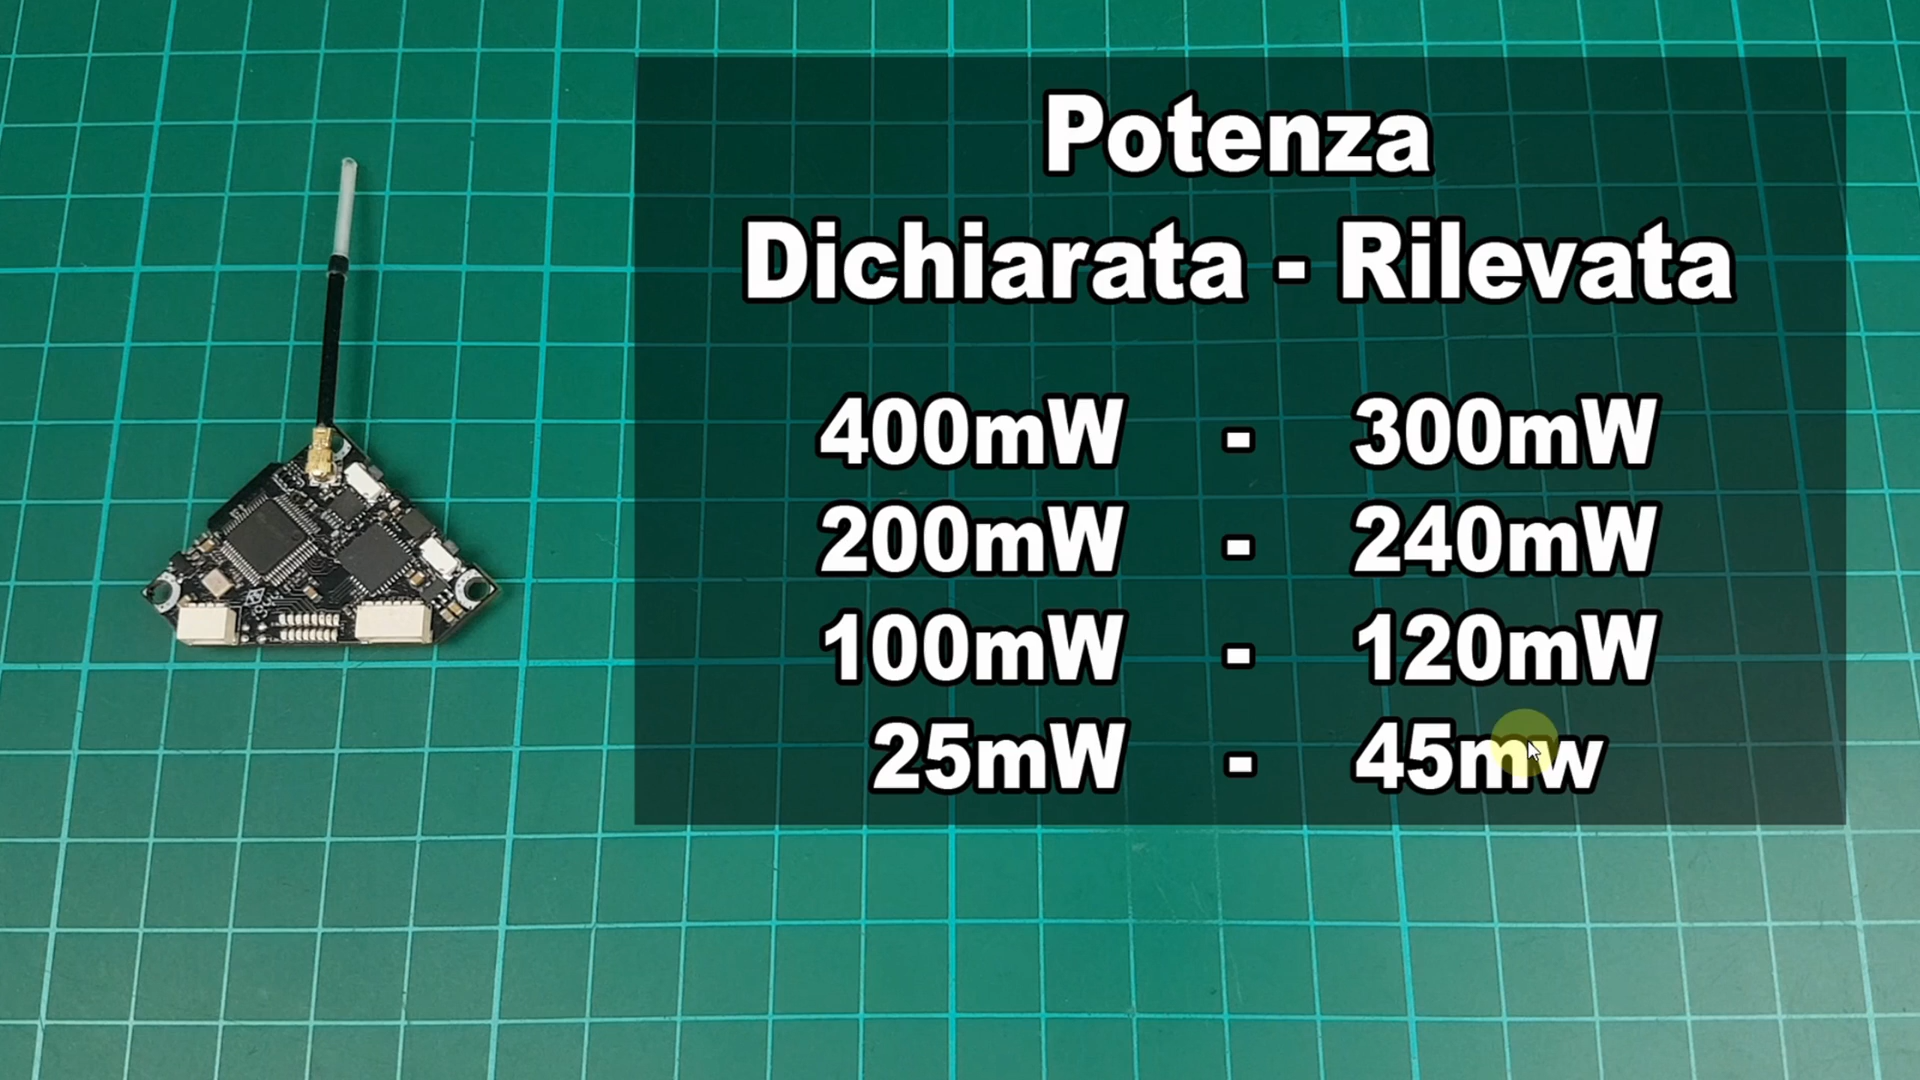 Potenza
Dichiarata - Rilevata
400mW - 300mW
200mW - 240mW
100mW - 120mW
25mW - 45mw